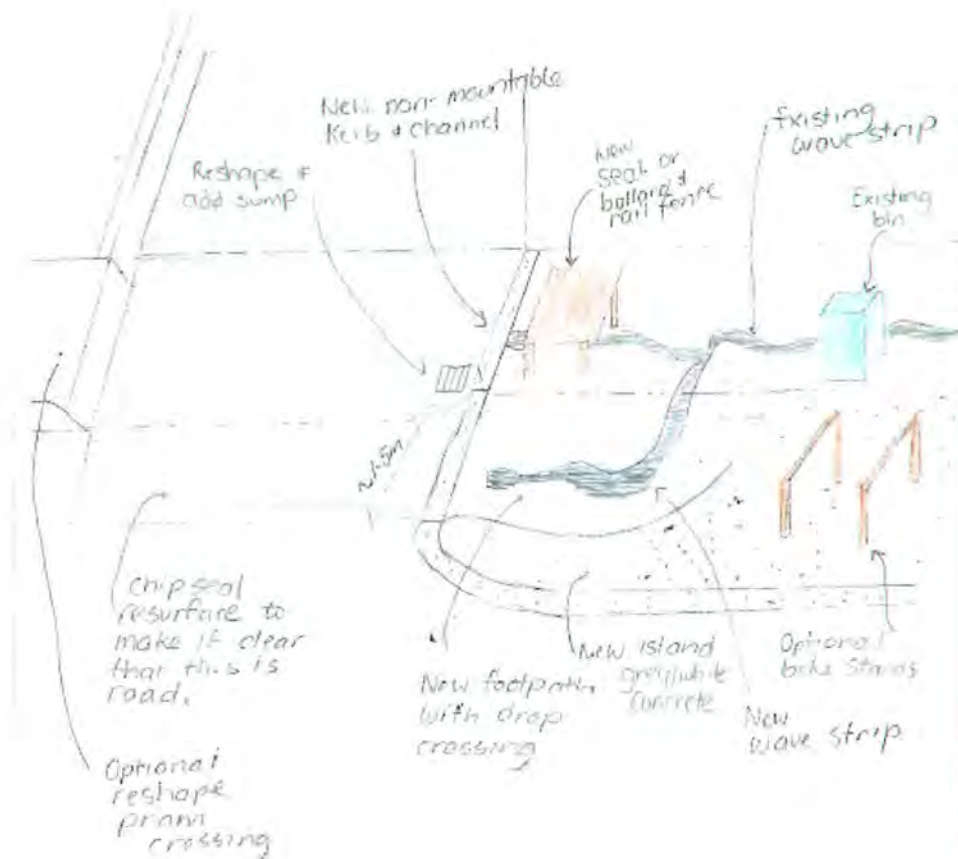 New non-mountable
Kerb & Channel
Reshape &
add sump
New
seat or
bollard &
rail fence
Existing
wave strip
Existing
bin
~1.5m
Chip seal
resurface to
make it clear
that this is
road.
Optional
reshape
pram
crossing
New footpath
with drop
crossing
New island
grey/white
concrete
New
wave strip
Optional
bike stands